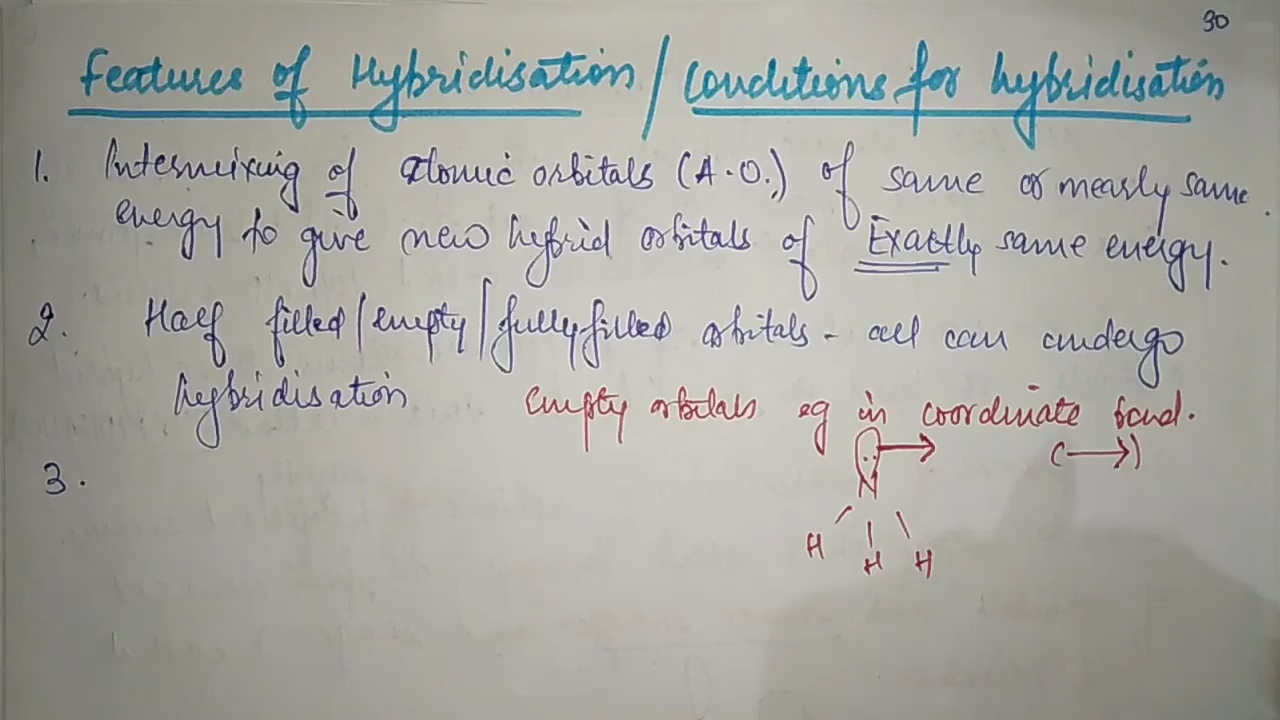 30
Features of Hybridisation / Conditions for hybridisation
1. Intermixing of atomic orbitals (A.O.) of same or nearly same
energy to give new hybrid orbitals of Exactly same energy.
2. Half filled/empty/fully filled orbitals - all can undergo
hybridisation
empty orbitals eg in coordinate bond.
(→)
3.
N
H H H